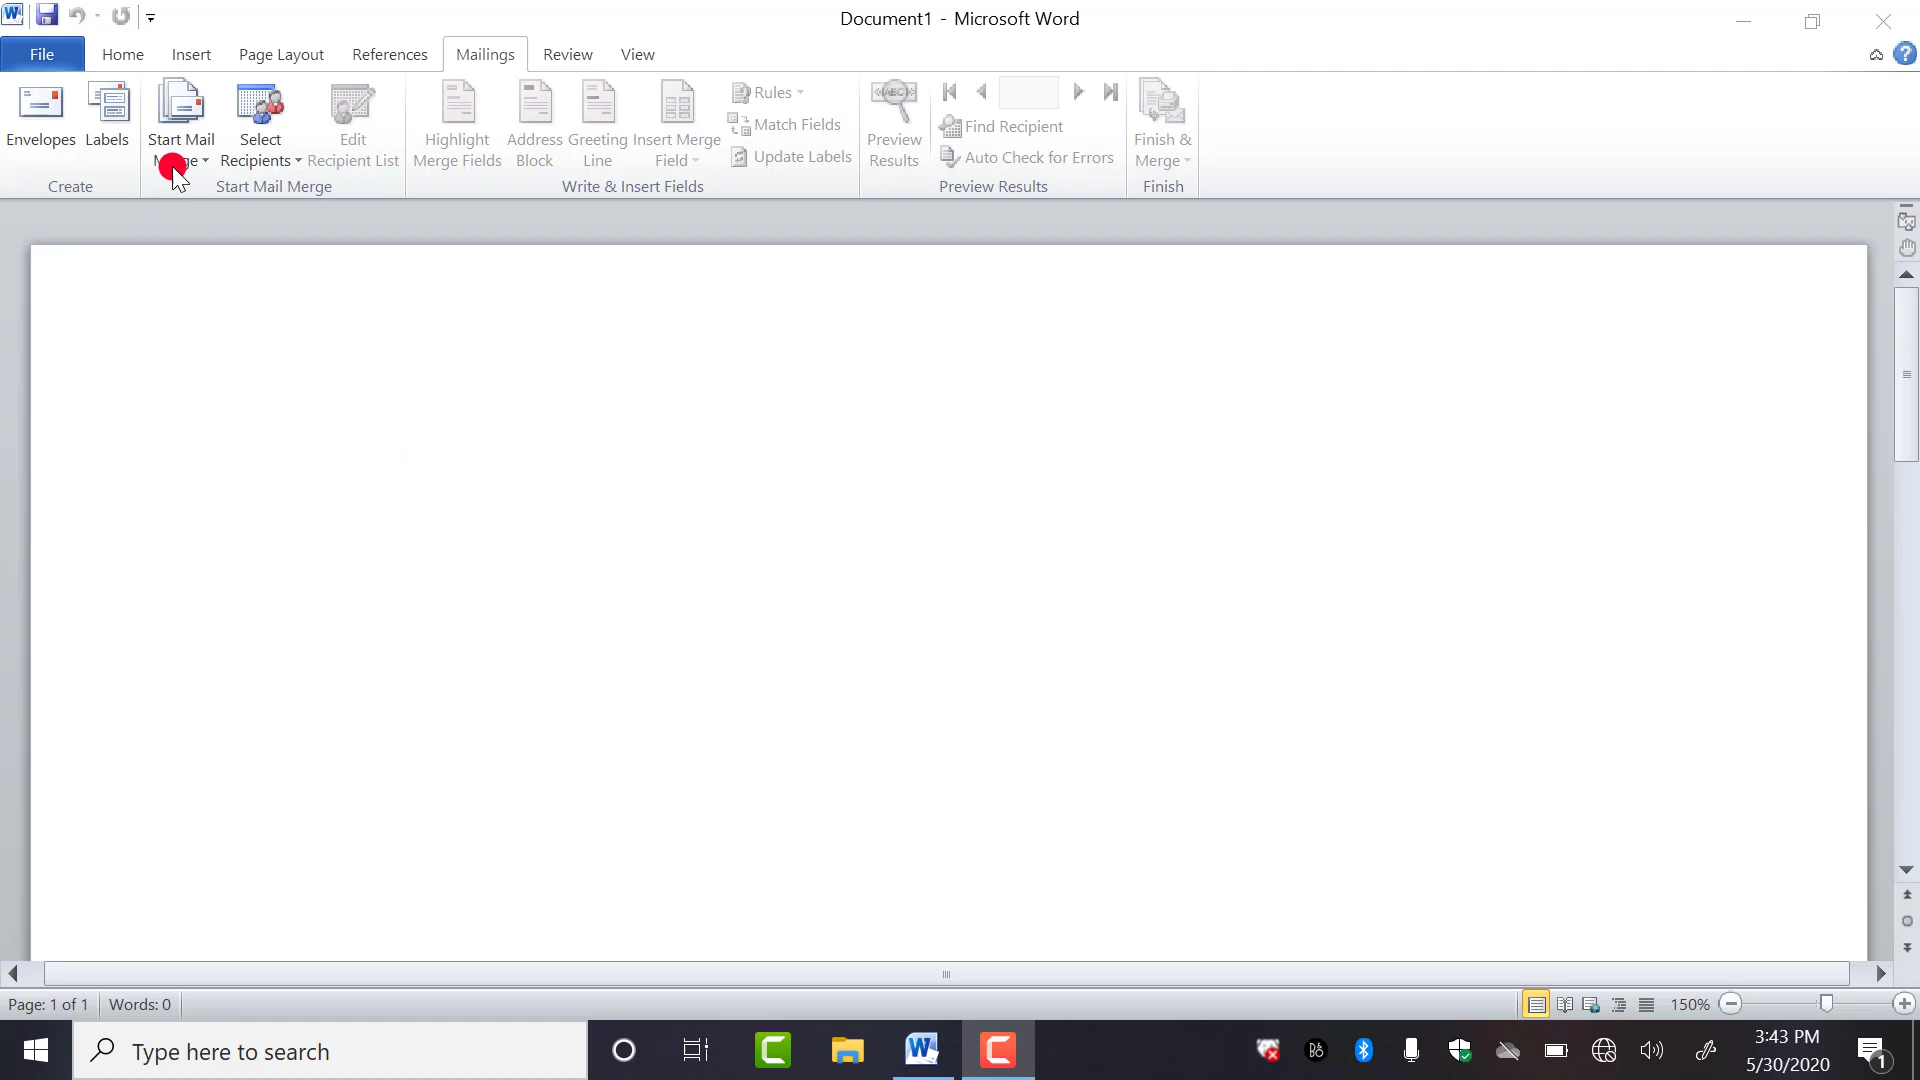 Document1 - Microsoft Word
File Home Insert Page Layout References Mailings Review View
Envelopes
Labels
Start Mail
Select
Recipients
Edit
Recipient List
Highlight
Merge Fields
Address
Block
Greeting
Line
Insert Merge
Field
Rules
Match Fields
Update Labels
Preview
Results
Find Recipient
Auto Check for Errors
Finish &
Merge
Create
Start Mail Merge
Write & Insert Fields
Preview Results
Finish
Page: 1 of 1
Words: 0
150%
Type here to search
3:43 PM
5/30/2020
1